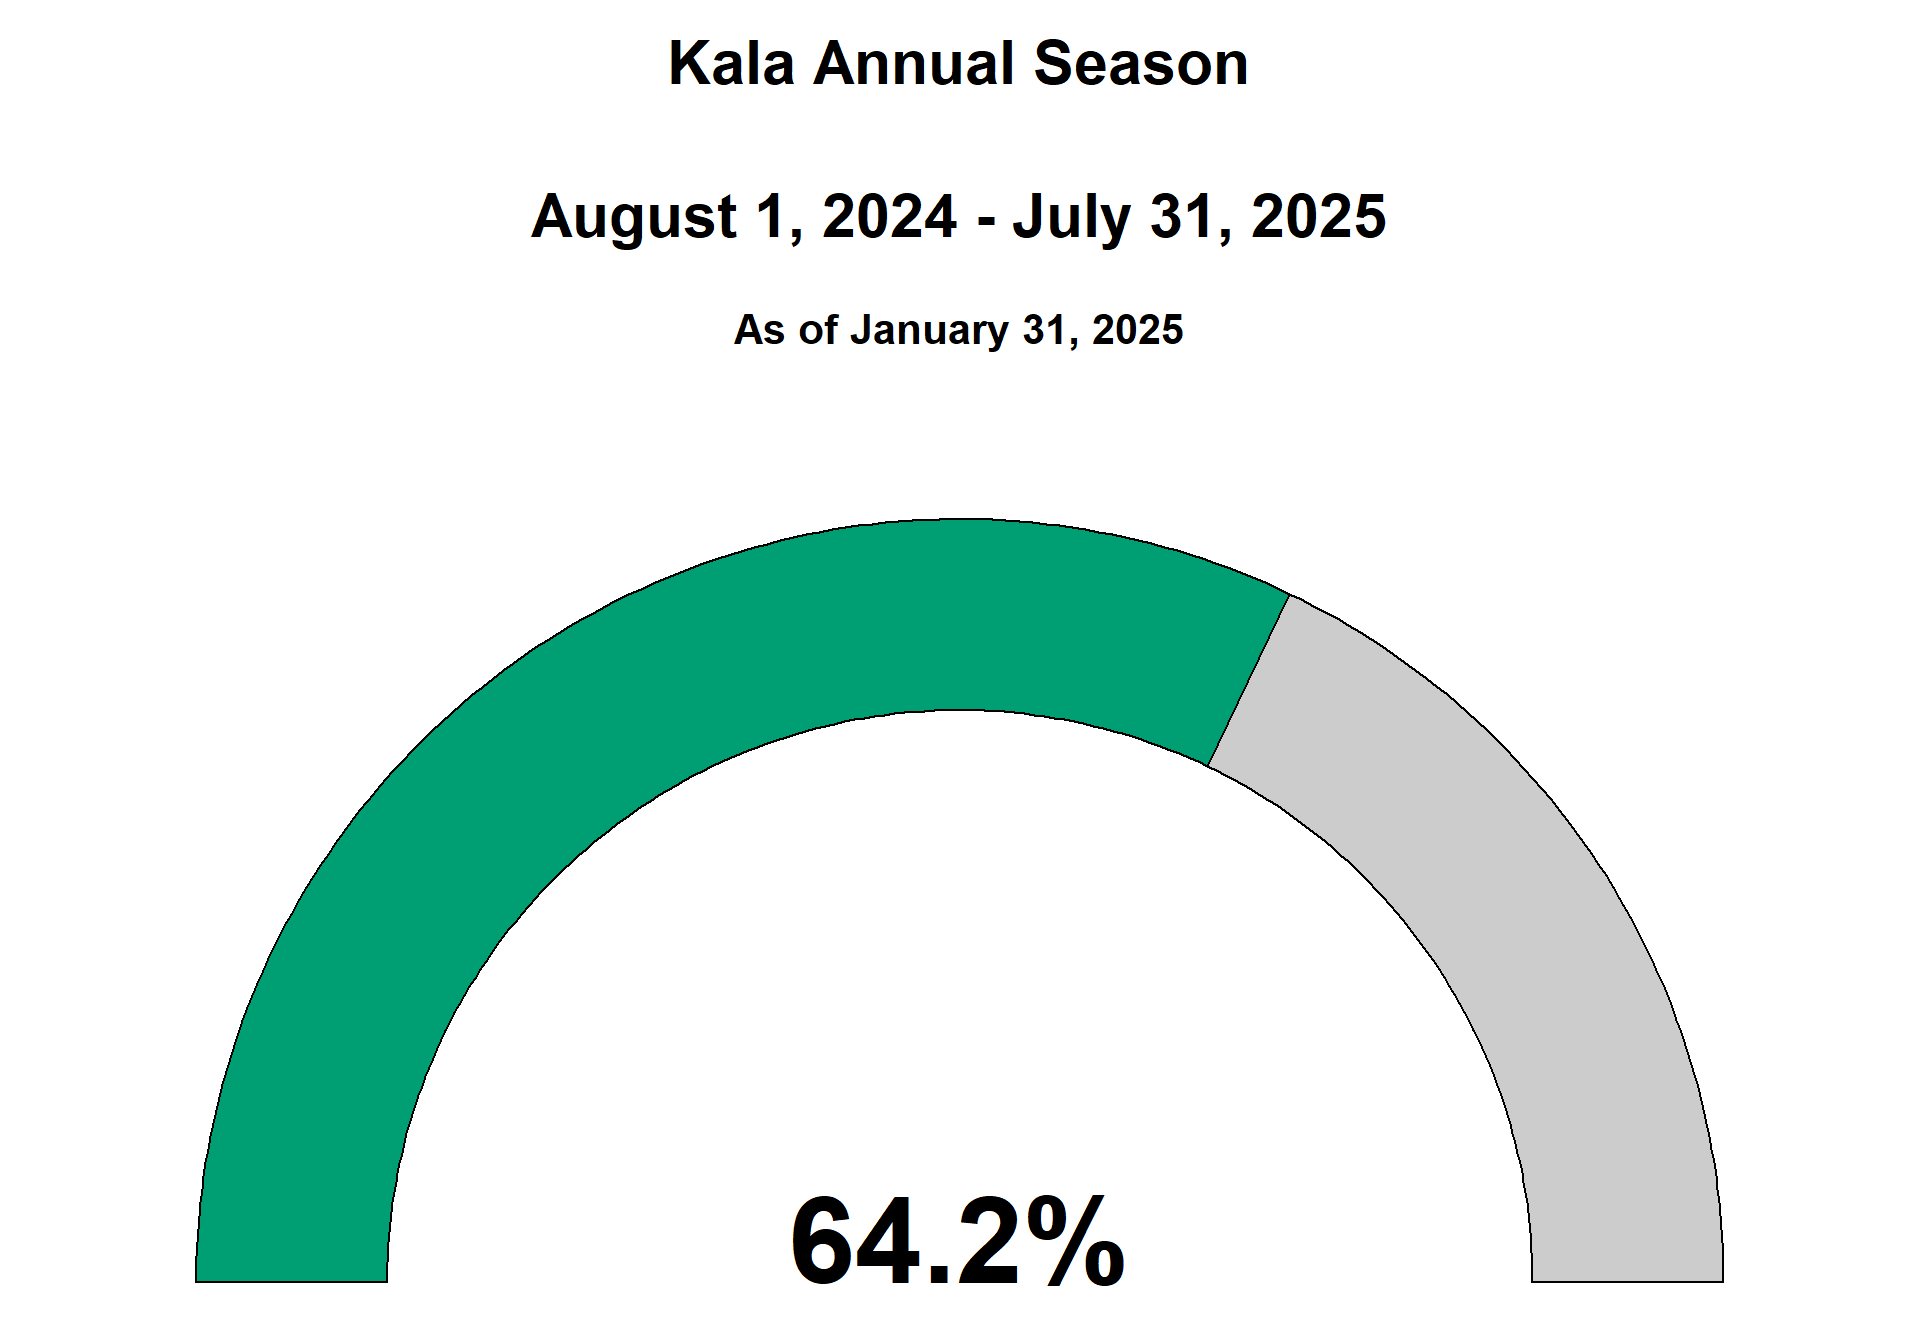 Kala Annual Season
August 1, 2024 - July 31, 2025
As of January 31, 2025
64.2%